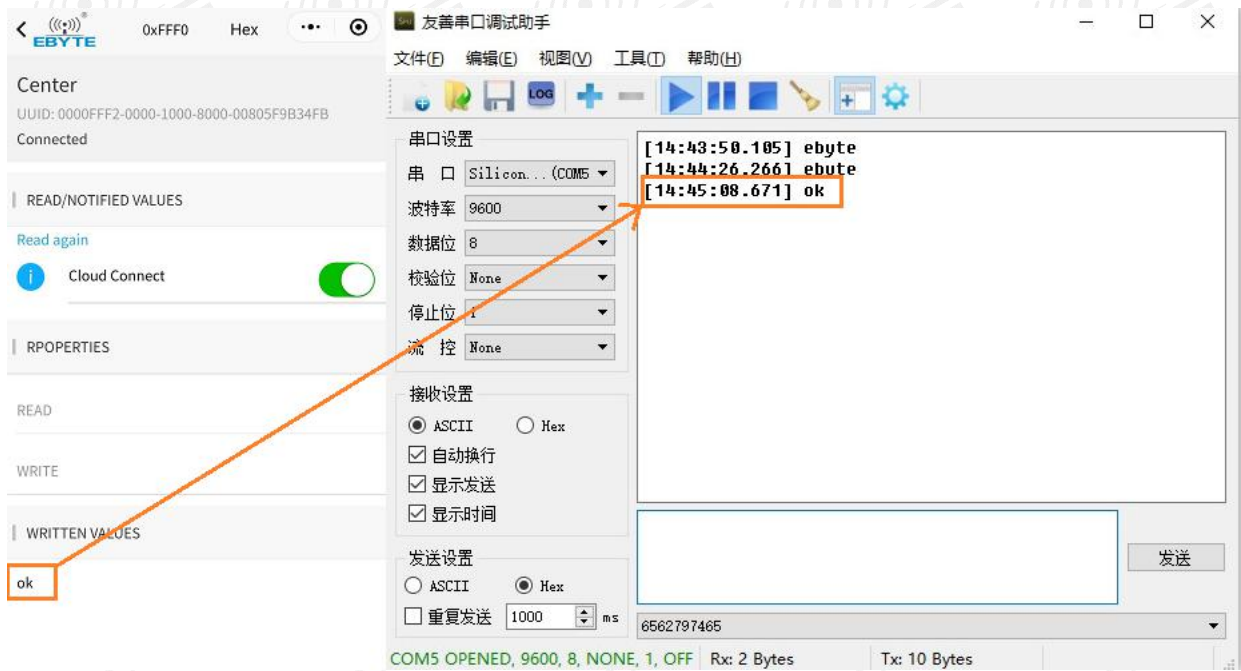 EBYTE
0xFFF0 Hex
Center
UUID: 0000FFF2-0000-1000-8000-00805F9B34FB
Connected
READ/NOTIFIED VALUES
Read again
Cloud Connect
RPOPERTIES
READ
WRITE
WRITTEN VALUES
ok
友善串口调试助手
文件(F) 编辑(E) 视图(V) 工具(T) 帮助(H)
LOG
串口设置
串 口 Silicon...(COM5
波特率 9600
数据位 8
校验位 None
停止位 1
流 控 None
接收设置
ASCII Hex
自动换行
显示发送
显示时间
发送设置
ASCII Hex
重复发送 1000 ms
[14:43:50.105] ebyte
[14:44:26.266] ebyte
[14:45:08.671] ok
发送
6562797465
COM5 OPENED, 9600, 8, NONE, 1, OFF Rx: 2 Bytes Tx: 10 Bytes